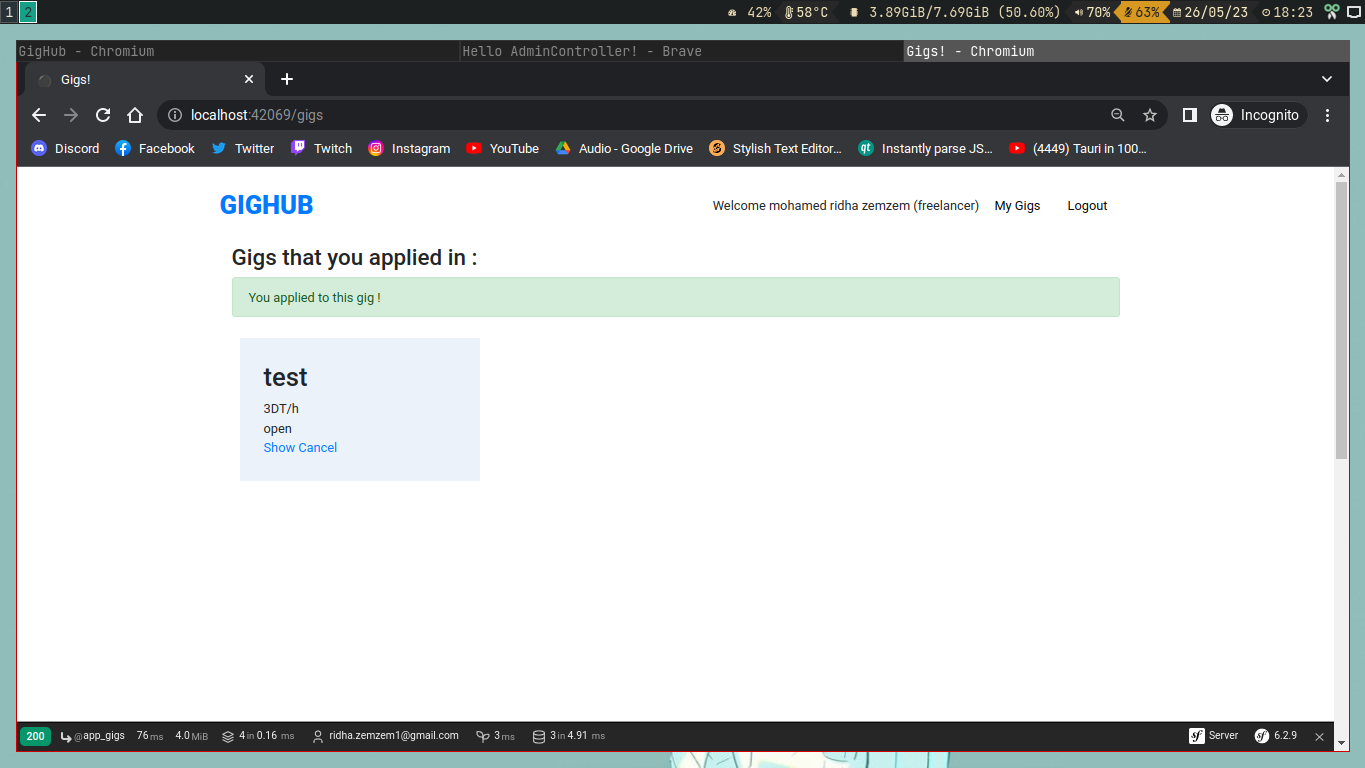 1 2 42% 58°C 3.89GiB/7.69GiB (50.60%) 70% 63% 26/05/23 18:23
GigHub - Chromium Hello AdminController! - Brave Gigs! - Chromium
Gigs!
localhost:42069/gigs Incognito
Discord Facebook Twitter Twitch Instagram YouTube Audio - Google Drive Stylish Text Editor... Instantly parse JS... (4449) Tauri in 100...
GIGHUB Welcome mohamed ridha zemzem (freelancer) My Gigs Logout
Gigs that you applied in :
You applied to this gig !
test
3DT/h
open
Show Cancel
200 @app_gigs 76 ms 4.0 MiB 4 in 0.16 ms ridha.zemzem1@gmail.com 3 ms 3 in 4.91 ms Server 6.2.9